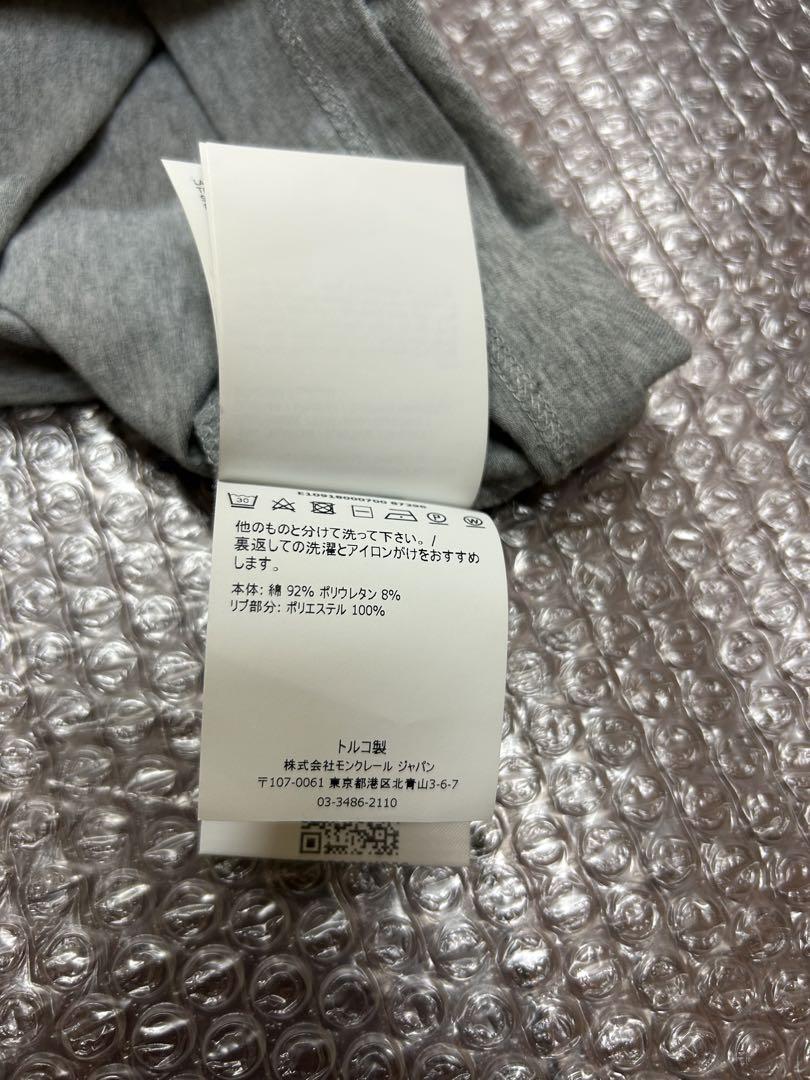 E10918000700 87296
30
P
W
他のものと分けて洗って下さい。/
裏返しての洗濯とアイロンがけをおすすめ
します。
本体: 綿 92% ポリウレタン 8%
リブ部分: ポリエステル 100%
トルコ製
株式会社モンクレール ジャパン
〒107-0061 東京都港区北青山3-6-7
03-3486-2110